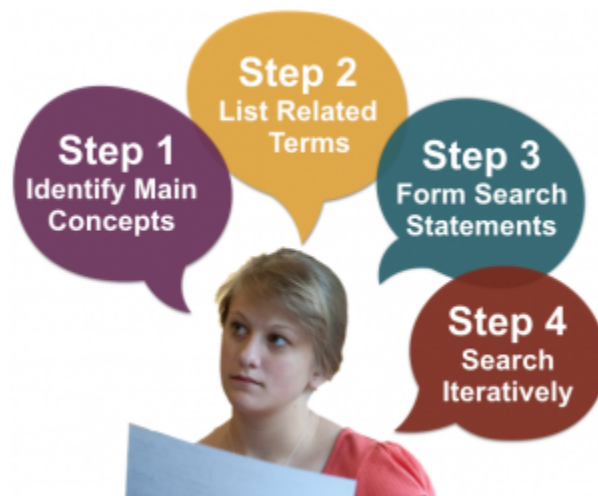 Step 1
Identify Main
Concepts
Step 2
List Related
Terms
Step 3
Form Search
Statements
Step 4
Search
Iteratively